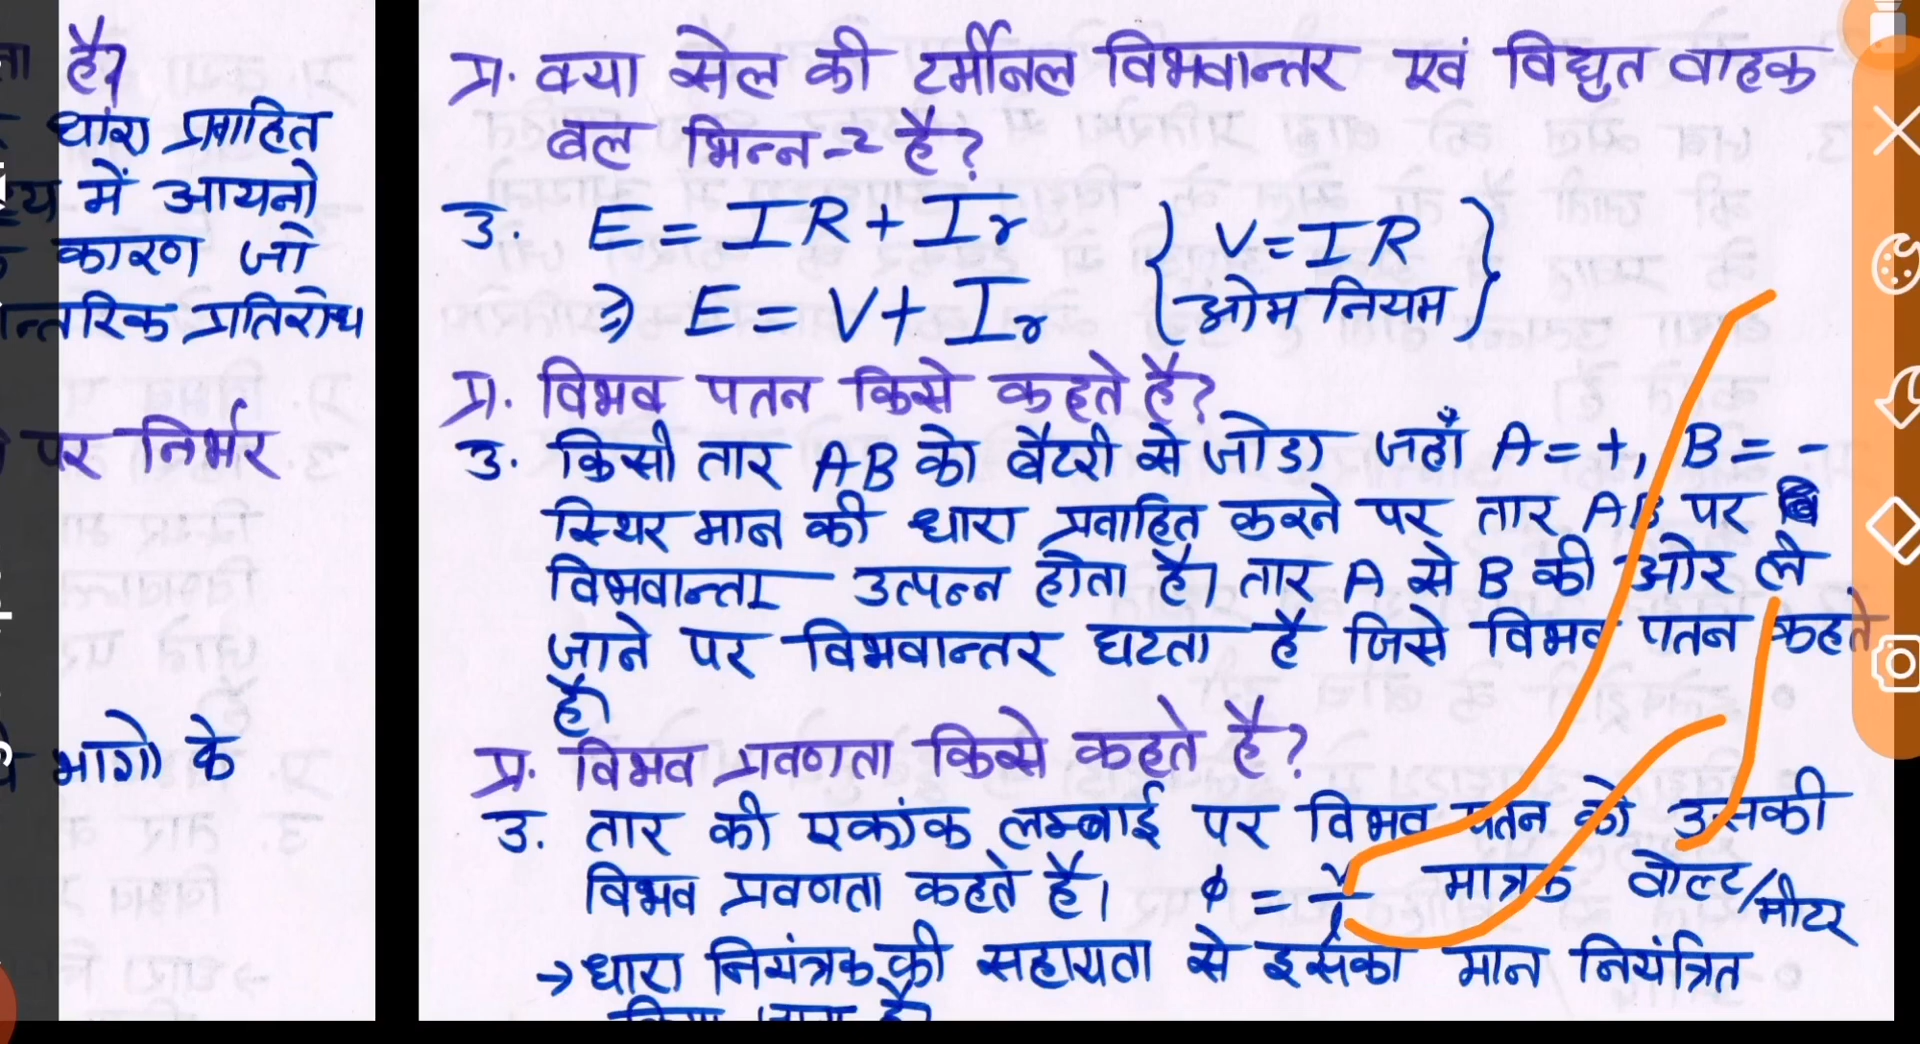 है?
धारा प्रवाहित
में आयनो
कारण जो
आन्तरिक प्रतिरोध
पर निर्भर
भागो के
प्र. क्या सेल की टर्मीनल विभवान्तर एवं विद्युत वाहक
बल भिन्न-२ है?
उ. E = IR + Ir { V = IR
⇒ E = V + Ir ओम नियम }
प्र. विभव पतन किसे कहते है?
उ. किसी तार AB को बैटरी से जोडा जहाँ A = +, B = -
स्थिर मान की धारा प्रवाहित करने पर तार AB पर
विभवान्तर उत्पन्न होता है। तार A से B की ओर ले
जाने पर विभवान्तर घटता है जिसे विभव पतन कहते
है।
प्र. विभव प्रवणता किसे कहते है?
उ. तार की एकांक लम्बाई पर विभव पतन को उसकी
विभव प्रवणता कहते है। ϕ = V/l मात्रक वोल्ट/मीटर
→ धारा नियंत्रक की सहायता से इसका मान नियंत्रित
किया जाता है।